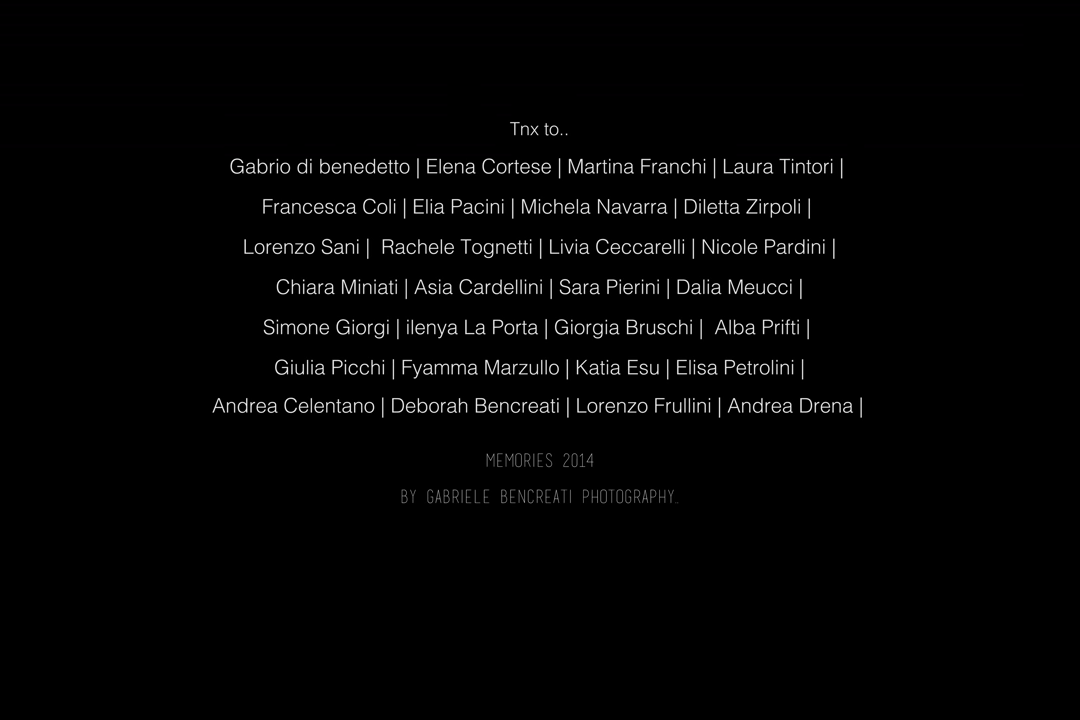 Tnx to..
Gabrio di benedetto | Elena Cortese | Martina Franchi | Laura Tintori |
Francesca Coli | Elia Pacini | Michela Navarra | Diletta Zirpoli |
Lorenzo Sani |  Rachele Tognetti | Livia Ceccarelli | Nicole Pardini |
Chiara Miniati | Asia Cardellini | Sara Pierini | Dalia Meucci |
Simone Giorgi | ilenya La Porta | Giorgia Bruschi |  Alba Prifti |
Giulia Picchi | Fyamma Marzullo | Katia Esu | Elisa Petrolini |
Andrea Celentano | Deborah Bencreati | Lorenzo Frullini | Andrea Drena |
MEMORIES 2014
BY GABRIELE BENCREATI PHOTOGRAPHY..